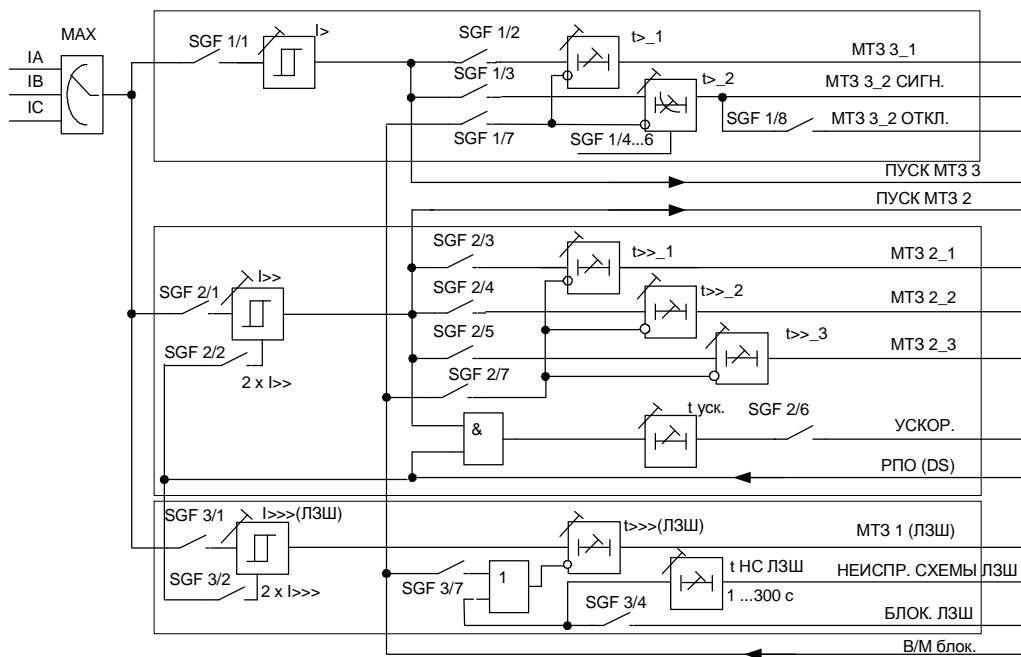 MAX
IA
IB
IC
SGF 1/1
I>
SGF 1/2
t>_1
МТЗ 3_1
SGF 1/3
t>_2
МТЗ 3_2 СИГН.
SGF 1/7
SGF 1/4...6
SGF 1/8
МТЗ 3_2 ОТКЛ.
ПУСК МТЗ 3
ПУСК МТЗ 2
SGF 2/3
t>>_1
МТЗ 2_1
SGF 2/1
I>>
SGF 2/4
t>>_2
МТЗ 2_2
SGF 2/2
2 x I>>
SGF 2/5
t>>_3
МТЗ 2_3
SGF 2/7
&
t уск.
SGF 2/6
УСКОР.
РПО (DS)
SGF 3/1
I>>>(ЛЗШ)
t>>>(ЛЗШ)
МТЗ 1 (ЛЗШ)
SGF 3/2
2 x I>>>
SGF 3/7
1
t НС ЛЗШ
НЕИСПР. СХЕМЫ ЛЗШ
1 ...300 с
SGF 3/4
БЛОК. ЛЗШ
В/М блок.